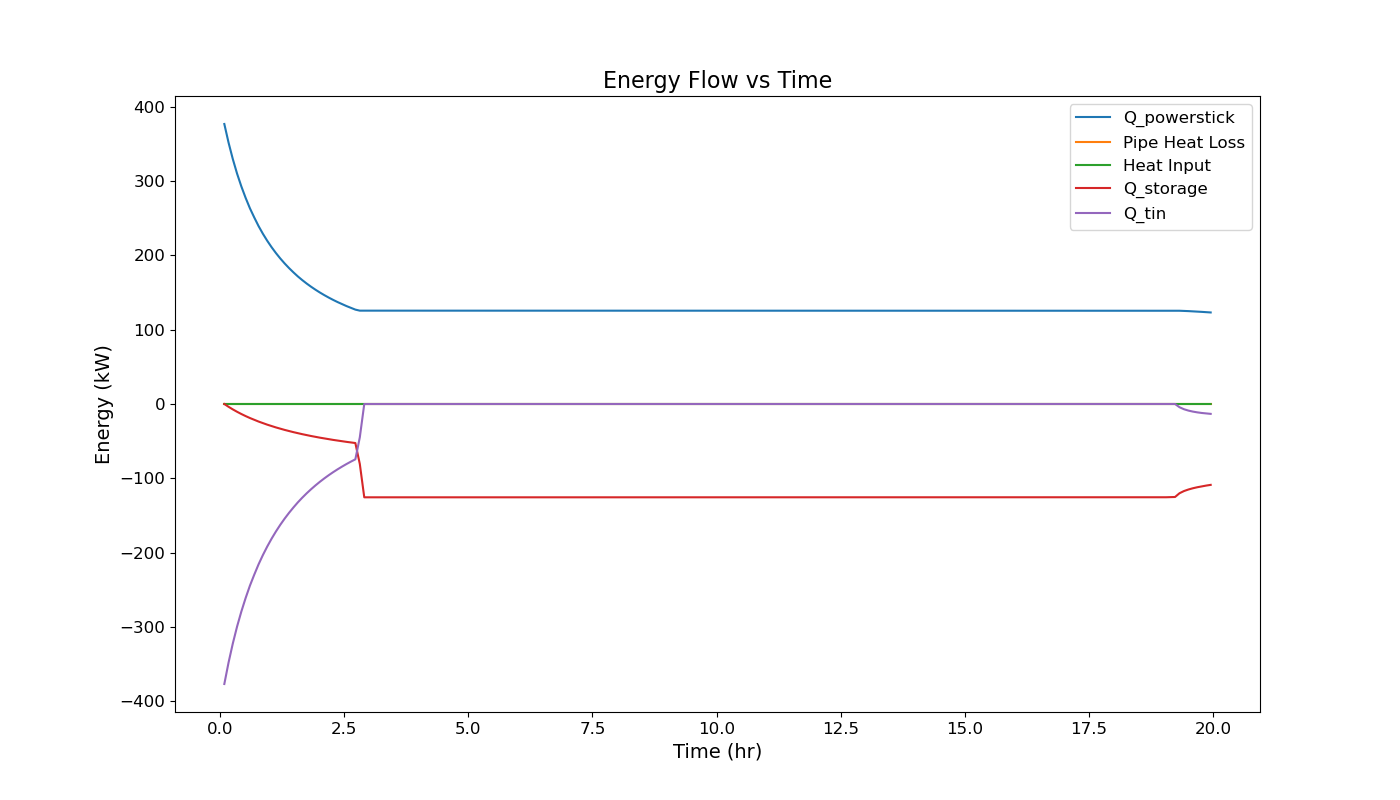 Energy Flow vs Time
Q_powerstick
Pipe Heat Loss
Heat Input
Q_storage
Q_tin
Energy (kW)
400
300
200
100
0
−100
−200
−300
−400
0.0 2.5 5.0 7.5 10.0 12.5 15.0 17.5 20.0
Time (hr)